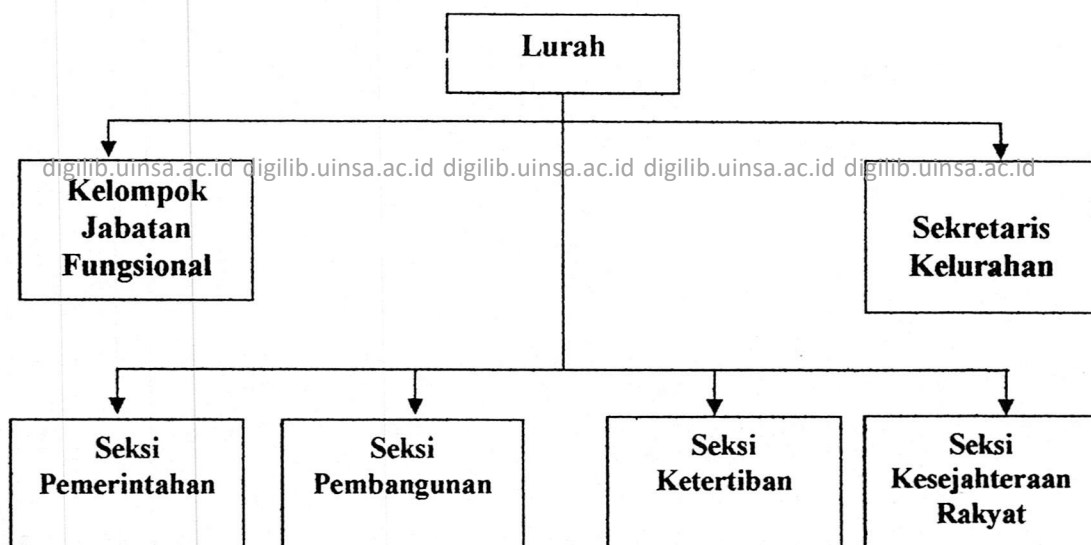 Lurah
digilib.uinsa.ac.id digilib.uinsa.ac.id digilib.uinsa.ac.id digilib.uinsa.ac.id digilib.uinsa.ac.id
Kelompok
Jabatan
Fungsional
Sekretaris
Kelurahan
Seksi
Pemerintahan
Seksi
Pembangunan
Seksi
Ketertiban
Seksi
Kesejahteraan
Rakyat